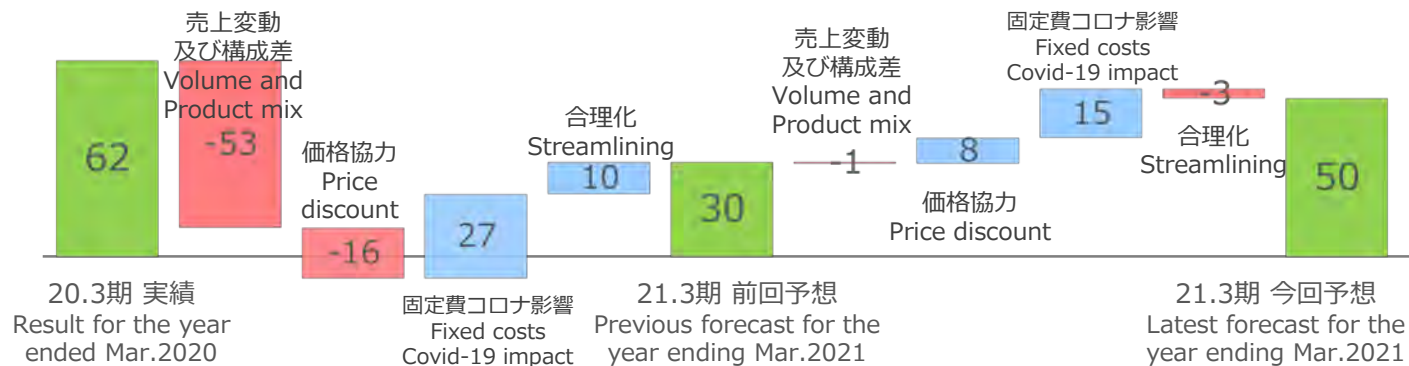 売上変動
及び構成差
Volume and
Product mix
62
-53
価格協力
Price
discount
-16
27
固定費コロナ影響
Fixed costs
Covid-19 impact
合理化
Streamlining
10
30
売上変動
及び構成差
Volume and
Product mix
-1
8
価格協力
Price discount
固定費コロナ影響
Fixed costs
Covid-19 impact
15
-3
合理化
Streamlining
50
20.3期 実績
Result for the year
ended Mar.2020
21.3期 前回予想
Previous forecast for the
year ending Mar.2021
21.3期 今回予想
Latest forecast for the
year ending Mar.2021